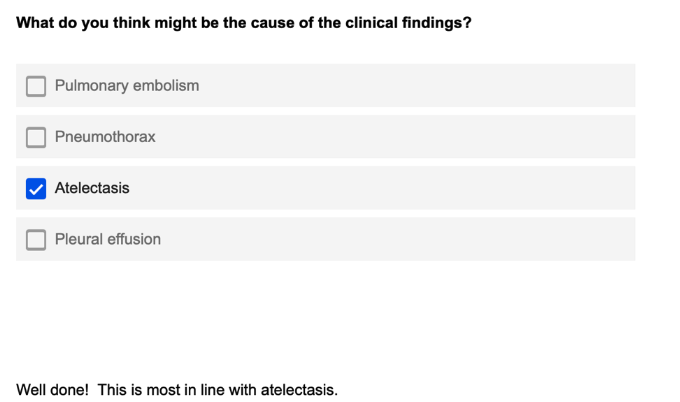 What do you think might be the cause of the clinical findings?
Pulmonary embolism
Pneumothorax
Atelectasis
Pleural effusion
Well done!  This is most in line with atelectasis.